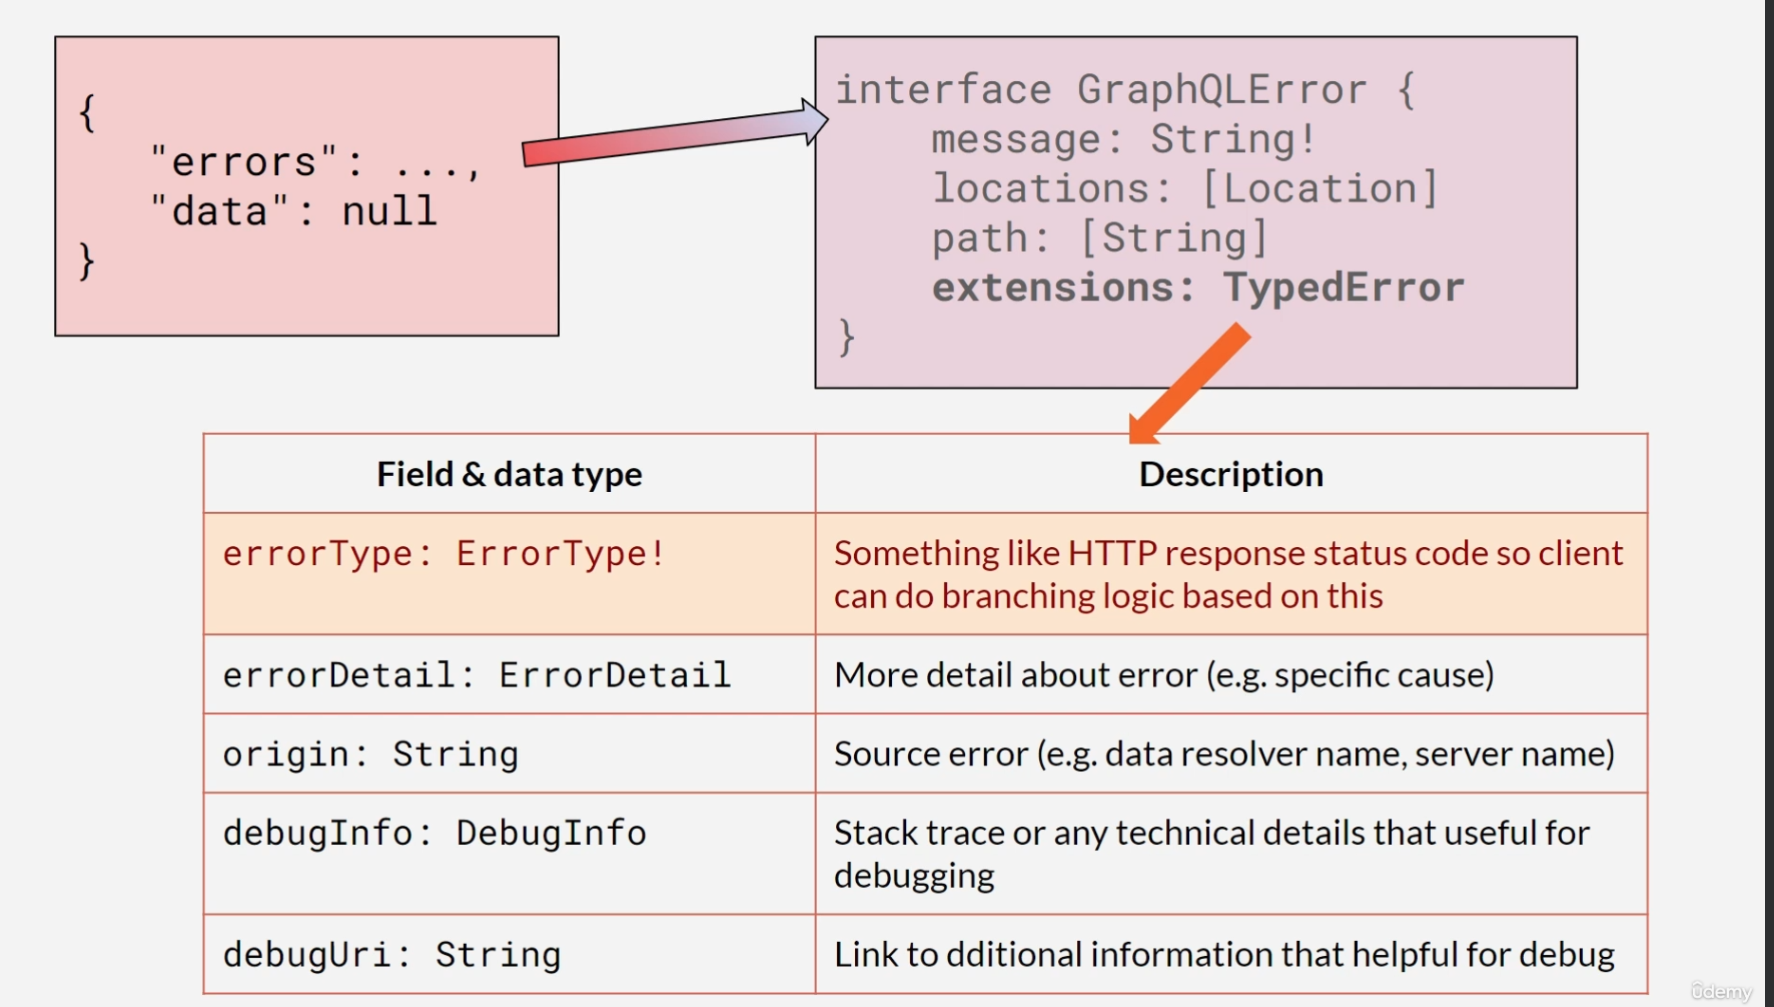 {
"errors": ...,
"data": null
}
interface GraphQLError {
message: String!
locations: [Location]
path: [String]
extensions: TypedError
}
Field & data type
Description
errorType: ErrorType!
Something like HTTP response status code so client
can do branching logic based on this
errorDetail: ErrorDetail
More detail about error (e.g. specific cause)
origin: String
Source error (e.g. data resolver name, server name)
debugInfo: DebugInfo
Stack trace or any technical details that useful for
debugging
debugUri: String
Link to dditional information that helpful for debug
ûdemy